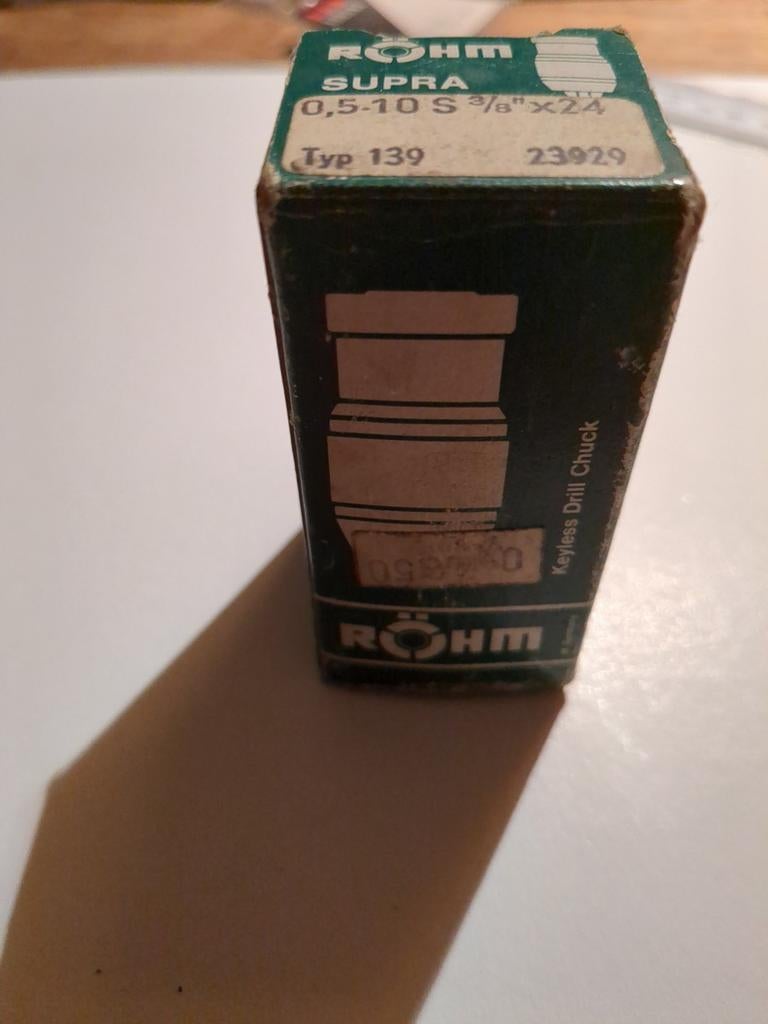 RÖHM
SUPRA
0,5-10 S 3/8" x24
Typ 139 23929
Keyless Drill Chuck
RÖHM